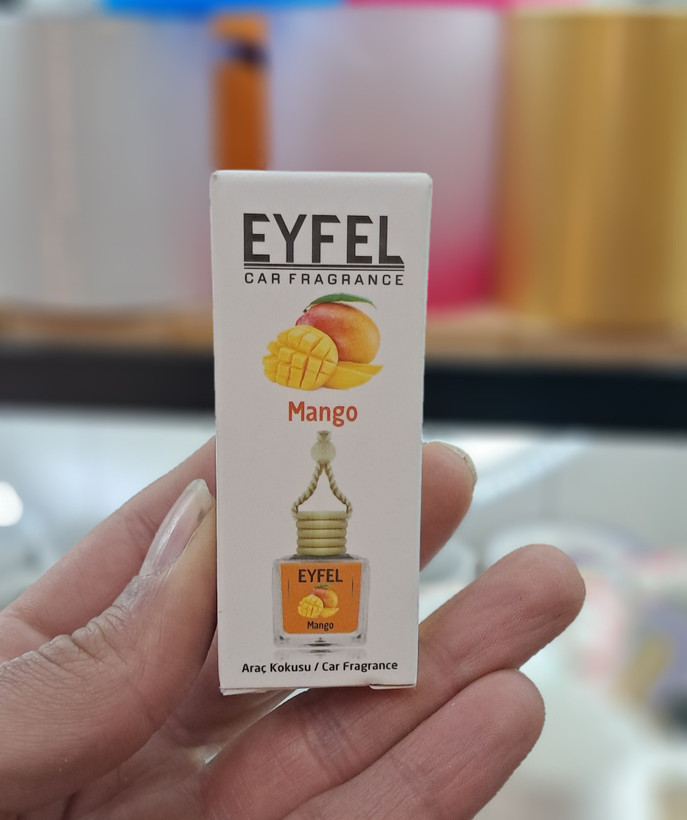 EYFEL
CAR FRAGRANCE
Mango
EYFEL
Mango
Araç Kokusu / Car Fragrance